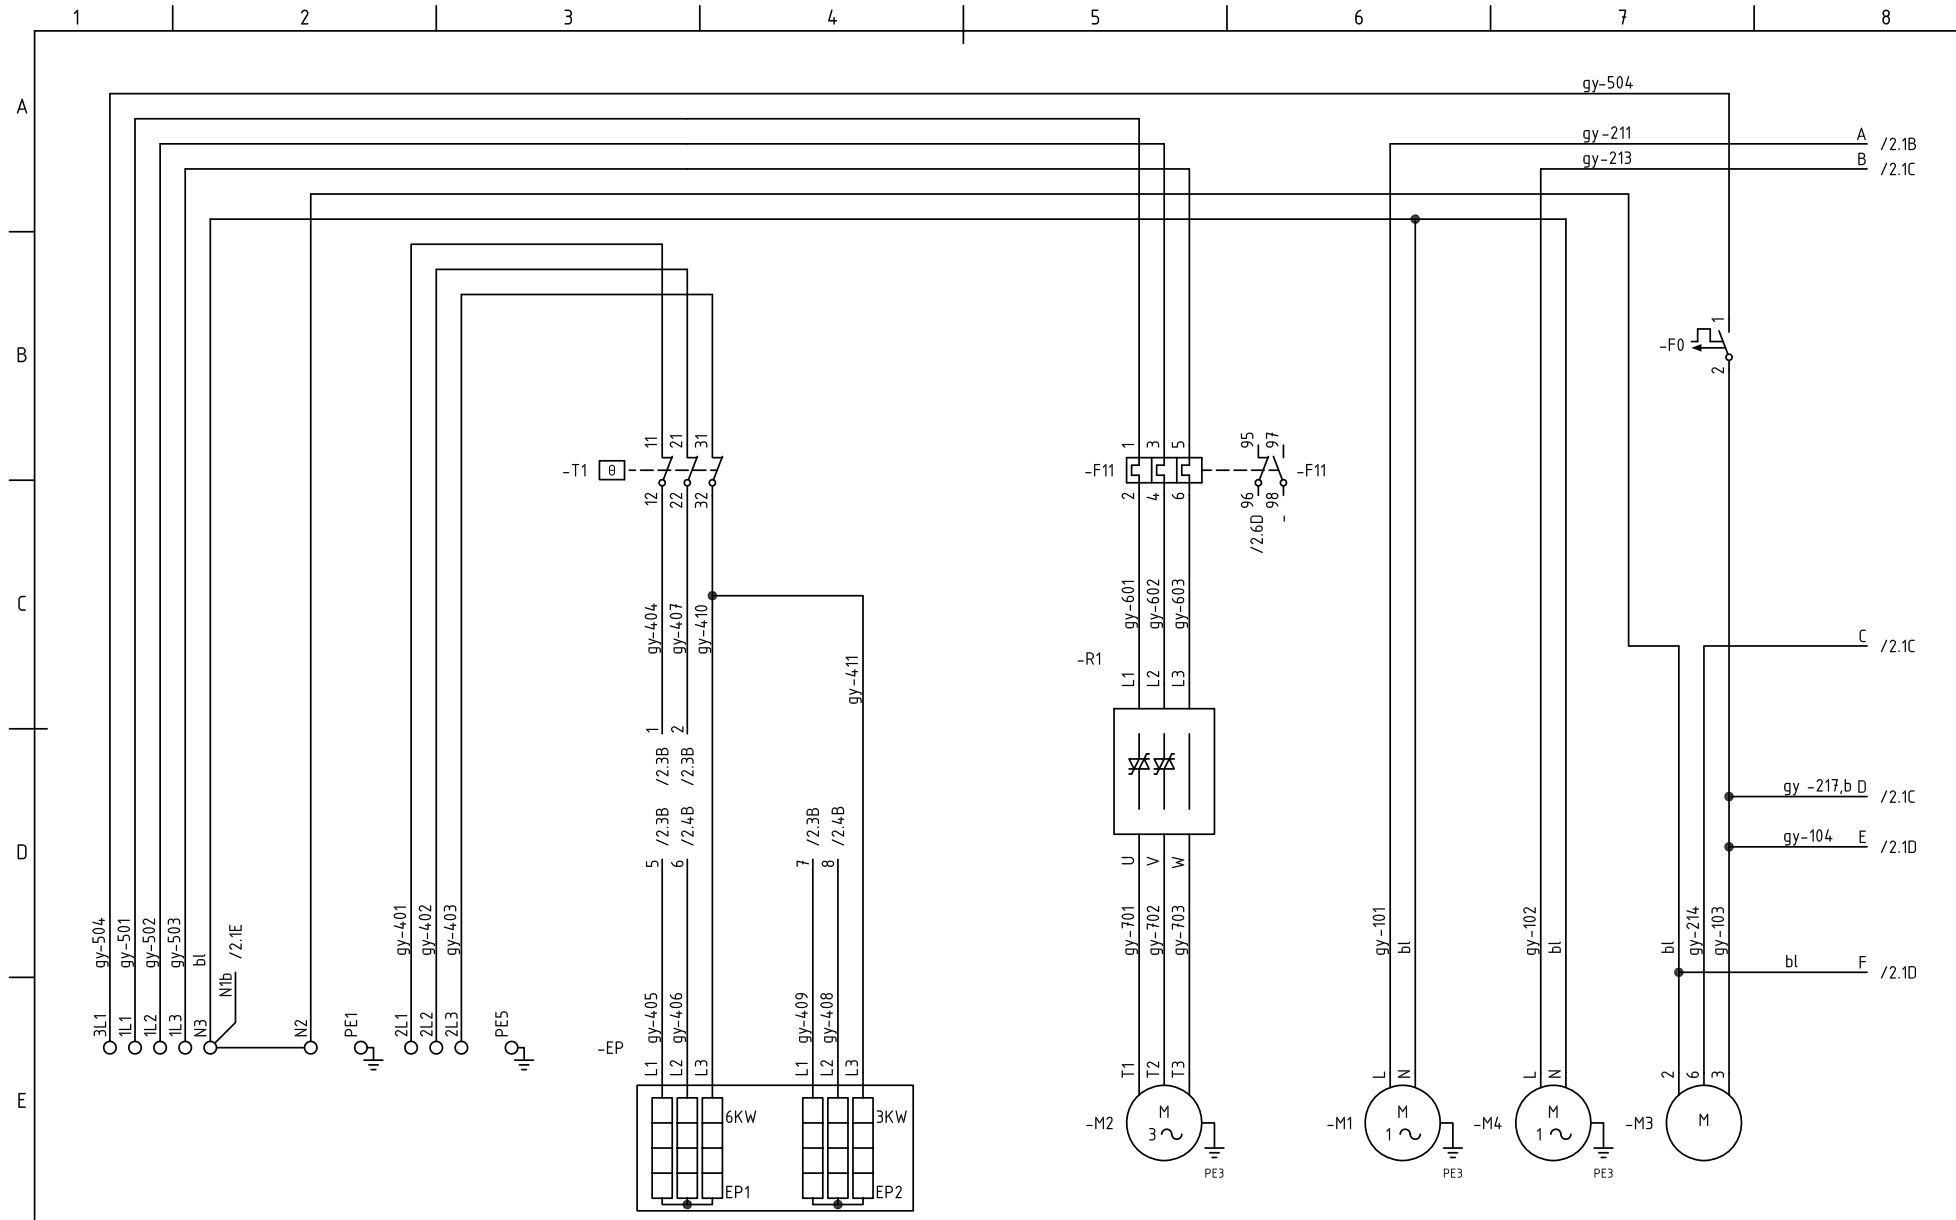 1 2 3 4 5 6 7 8
A
gy-504
gy-211 A /2.1B
gy-213 B /2.1C
B
-F0 1 2
11 21 31
-T1 θ
12 22 32
1 3 5
-F11
2 4 6
95 97
-F11
96 98
/2.6D -
C
gy-404 gy-407 gy-410
gy-411
gy-601 gy-602 gy-603
-R1 L1 L2 L3
C /2.1C
1 2
/2.3B /2.3B
/2.3B /2.4B
5 6
/2.3B /2.4B
7 8
D
U V W
gy -217,b D /2.1C
gy-104 E /2.1D
gy-504 gy-501 gy-502 gy-503 bl /2.1E
gy-401 gy-402 gy-403
gy-701 gy-702 gy-703
gy-101 bl
gy-102 bl
bl gy-214 gy-103
bl F /2.1D
3L1 1L1 1L2 1L3 N3 N1b N2 PE1 2L1 2L2 2L3 PE5
-EP
gy-405 gy-406
gy-409 gy-408
L1 L2 L3
L1 L2 L3
T1 T2 T3
L N
L N
2 6 3
E
6KW
3KW
EP1
EP2
-M2 M 3 PE3
-M1 M 1 PE3
-M4 M 1 PE3
-M3 M